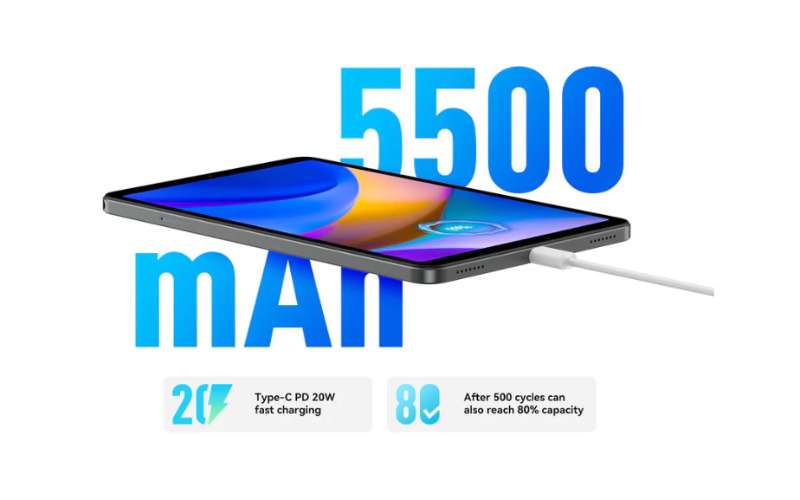 5500
mAh
20
Type-C PD 20W
fast charging
80
After 500 cycles can
also reach 80% capacity